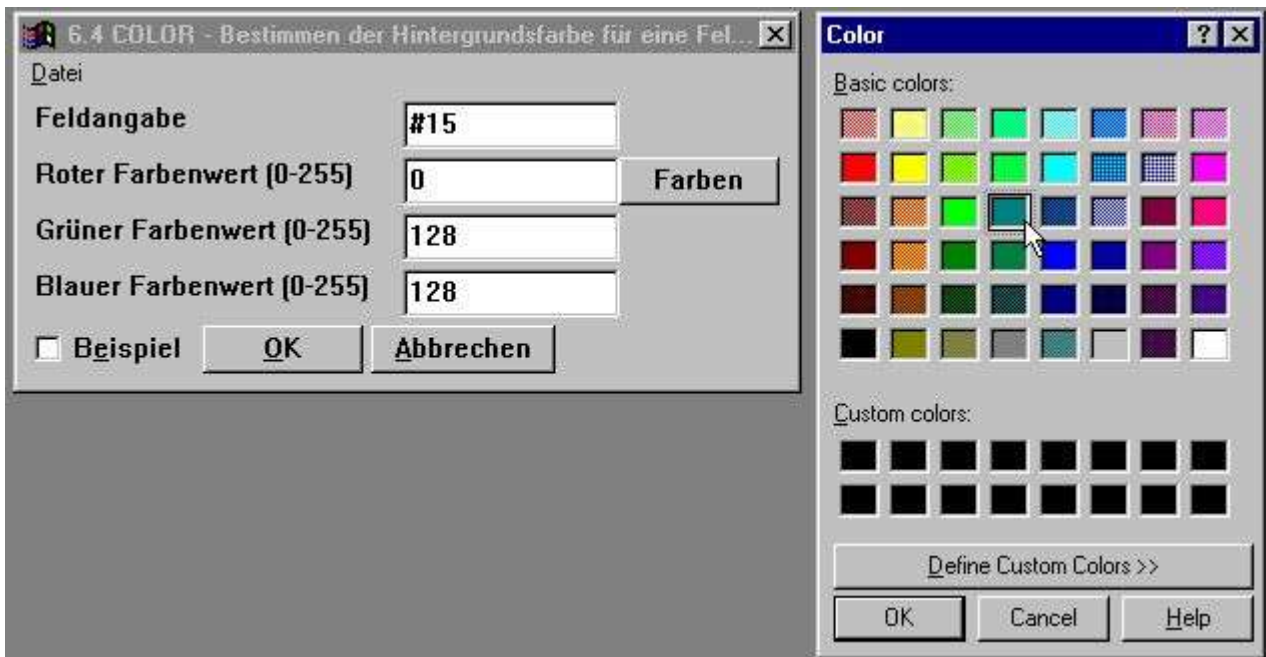 6.4 COLOR - Bestimmen der Hintergrundsfarbe für eine Fel...
Datei
Feldangabe #15
Roter Farbenwert (0-255) 0 Farben
Grüner Farbenwert (0-255) 128
Blauer Farbenwert (0-255) 128
Beispiel OK Abbrechen
Color
Basic colors:
Custom colors:
Define Custom Colors >>
OK Cancel Help